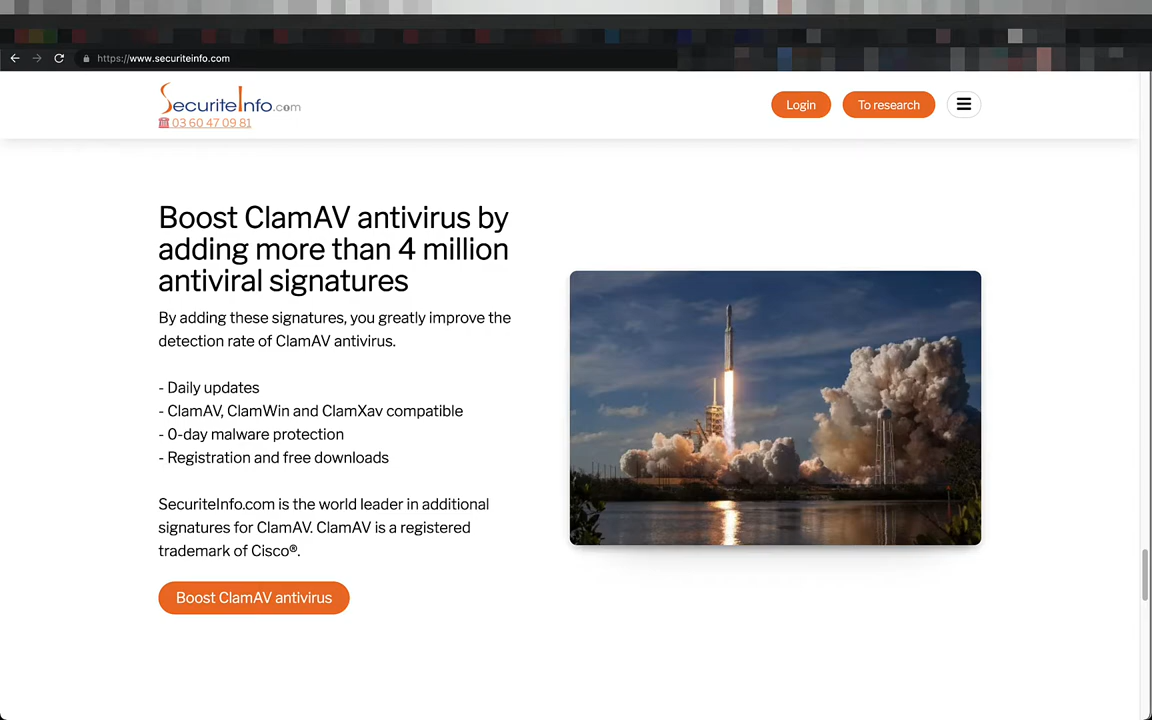 https://www.securiteinfo.com
SecuriteInfo.com
03 60 47 09 81
Login
To research
Boost ClamAV antivirus by
adding more than 4 million
antiviral signatures
By adding these signatures, you greatly improve the
detection rate of ClamAV antivirus.
- Daily updates
- ClamAV, ClamWin and ClamXav compatible
- 0-day malware protection
- Registration and free downloads
SecuriteInfo.com is the world leader in additional
signatures for ClamAV. ClamAV is a registered
trademark of Cisco®.
Boost ClamAV antivirus